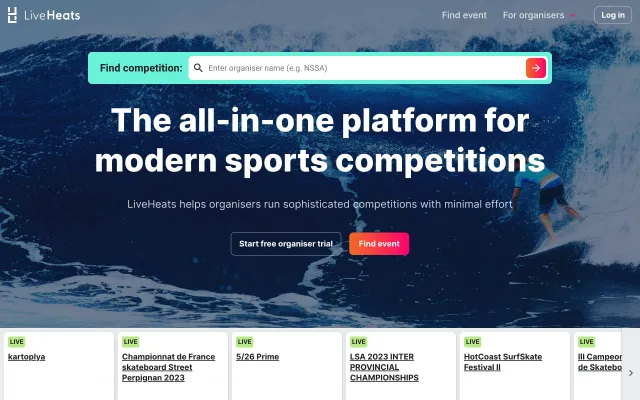 LiveHeats
Find event
For organisers
Log in
Find competition:
Enter organiser name (e.g. NSSA)
The all-in-one platform for
modern sports competitions
LiveHeats helps organisers run sophisticated competitions with minimal effort
Start free organiser trial
Find event
LIVE
kartoplya
LIVE
Championnat de France
skateboard Street
Perpignan 2023
LIVE
5/26 Prime
LIVE
LSA 2023 INTER
PROVINCIAL
CHAMPIONSHIPS
LIVE
HotCoast SurfSkate
Festival II
LIVE
III Campeon
de Skatebo